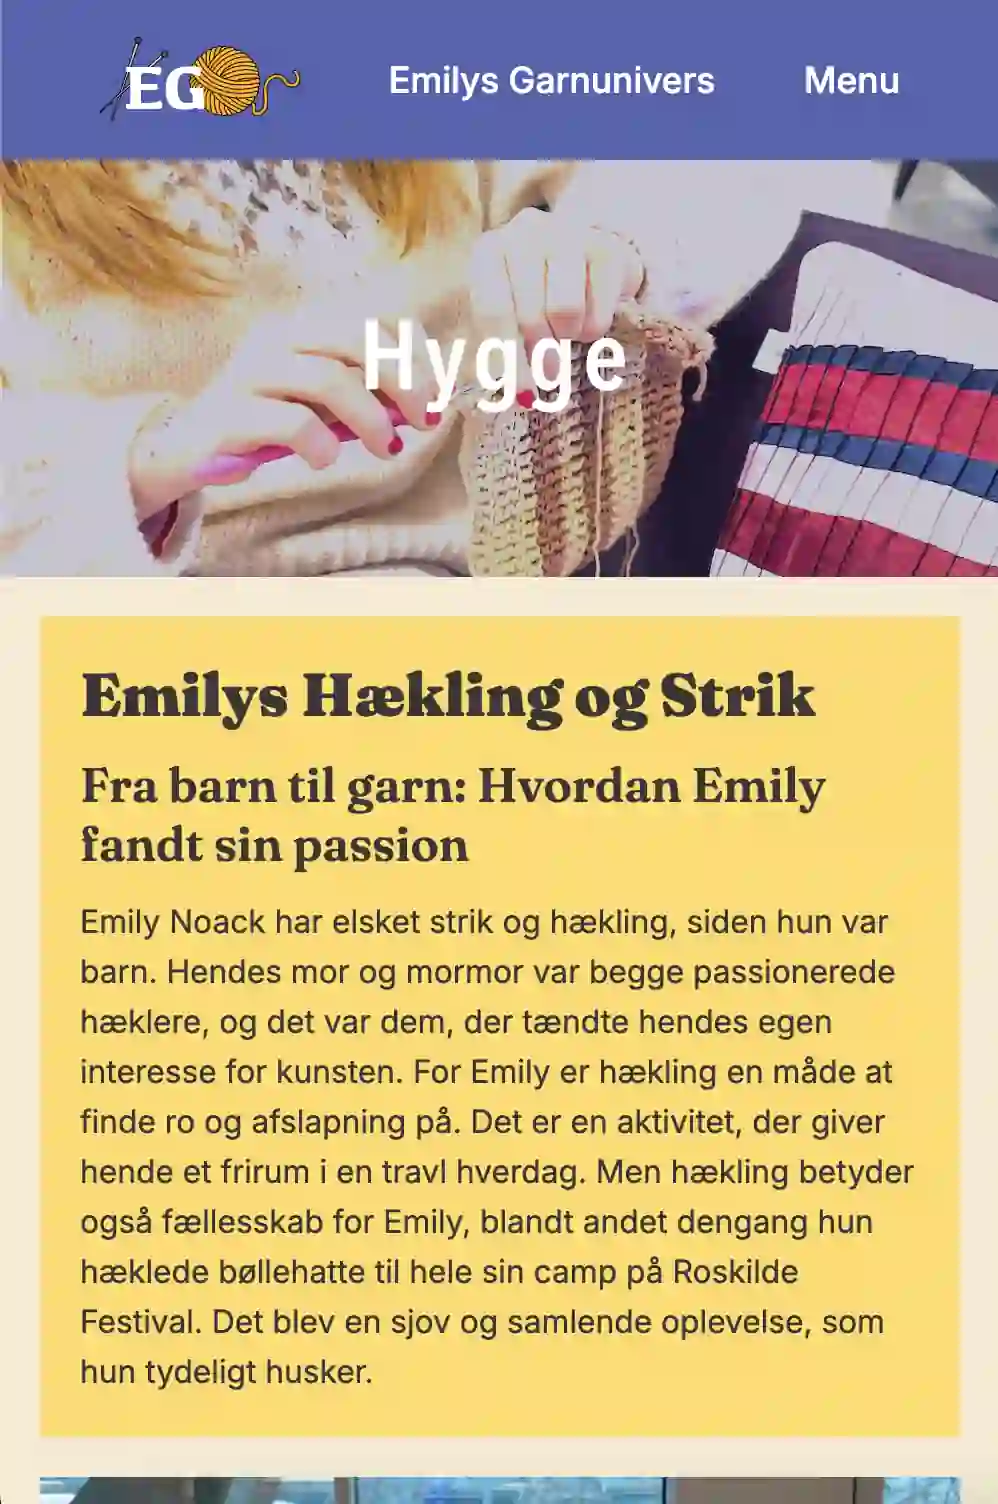 EG
Emilys Garnunivers
Menu
Hygge
Emilys Hækling og Strik
Fra barn til garn: Hvordan Emily
fandt sin passion
Emily Noack har elsket strik og hækling, siden hun var
barn. Hendes mor og mormor var begge passionerede
hæklere, og det var dem, der tændte hendes egen
interesse for kunsten. For Emily er hækling en måde at
finde ro og afslapning på. Det er en aktivitet, der giver
hende et frirum i en travl hverdag. Men hækling betyder
også fællesskab for Emily, blandt andet dengang hun
hæklede bøllehatte til hele sin camp på Roskilde
Festival. Det blev en sjov og samlende oplevelse, som
hun tydeligt husker.